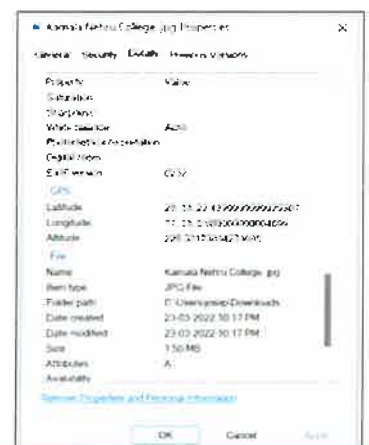 Kamala Nehru College .jpg Properties
General Security Details Previous Versions
Property Value
Saturation
Sharpness
White balance Auto
Photometric interpretation
Digital zoom
EXIF version 0232
GPS
Latitude
Longitude
Altitude
File
Name Kamala Nehru College .jpg
Item type JPG File
Folder path
Date created 23-03-2022 10:17 PM
Date modified 23-03-2022 10:17 PM
Size 1.50 MB
Attributes A
Availability
Remove Properties and Personal Information
OK Cancel Apply